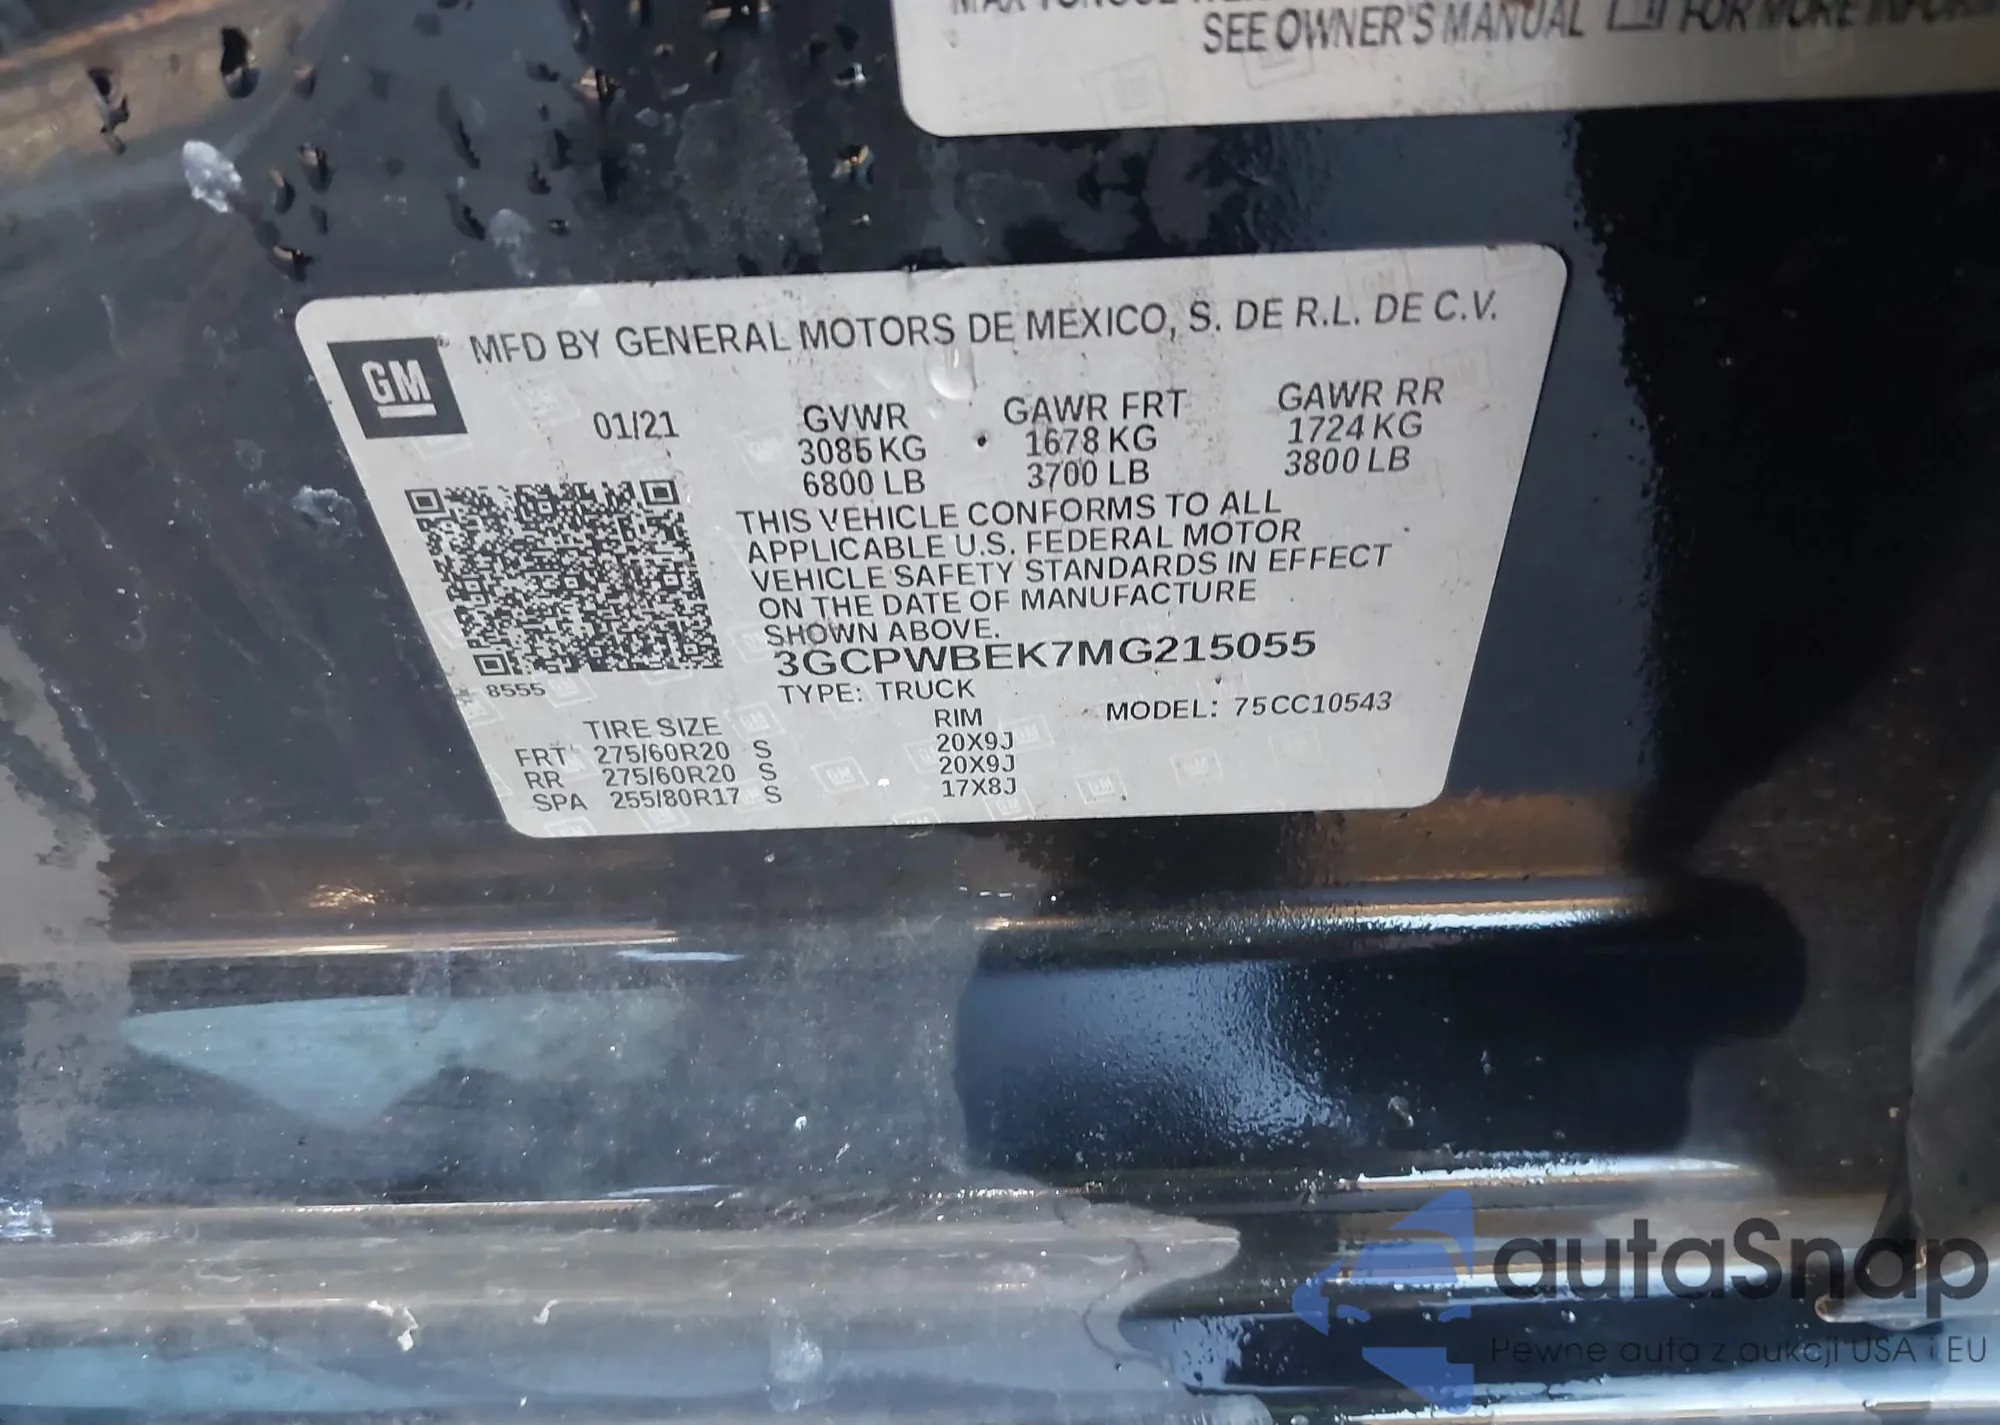 SEE OWNER'S MANUAL FOR MORE
GM
MFD BY GENERAL MOTORS DE MEXICO, S. DE R.L. DE C.V.
01/21
GVWR GAWR FRT GAWR RR
3085 KG 1678 KG 1724 KG
6800 LB 3700 LB 3800 LB
THIS VEHICLE CONFORMS TO ALL
APPLICABLE U.S. FEDERAL MOTOR
VEHICLE SAFETY STANDARDS IN EFFECT
ON THE DATE OF MANUFACTURE
SHOWN ABOVE.
3GCPWBEK7MG215055
8555
TYPE: TRUCK
MODEL: 75CC10543
TIRE SIZE RIM
FRT 275/60R20 S 20X9J
RR 275/60R20 S 20X9J
SPA 255/80R17 S 17X8J
autaSnap
Pewne auta z aukcji USA i EU